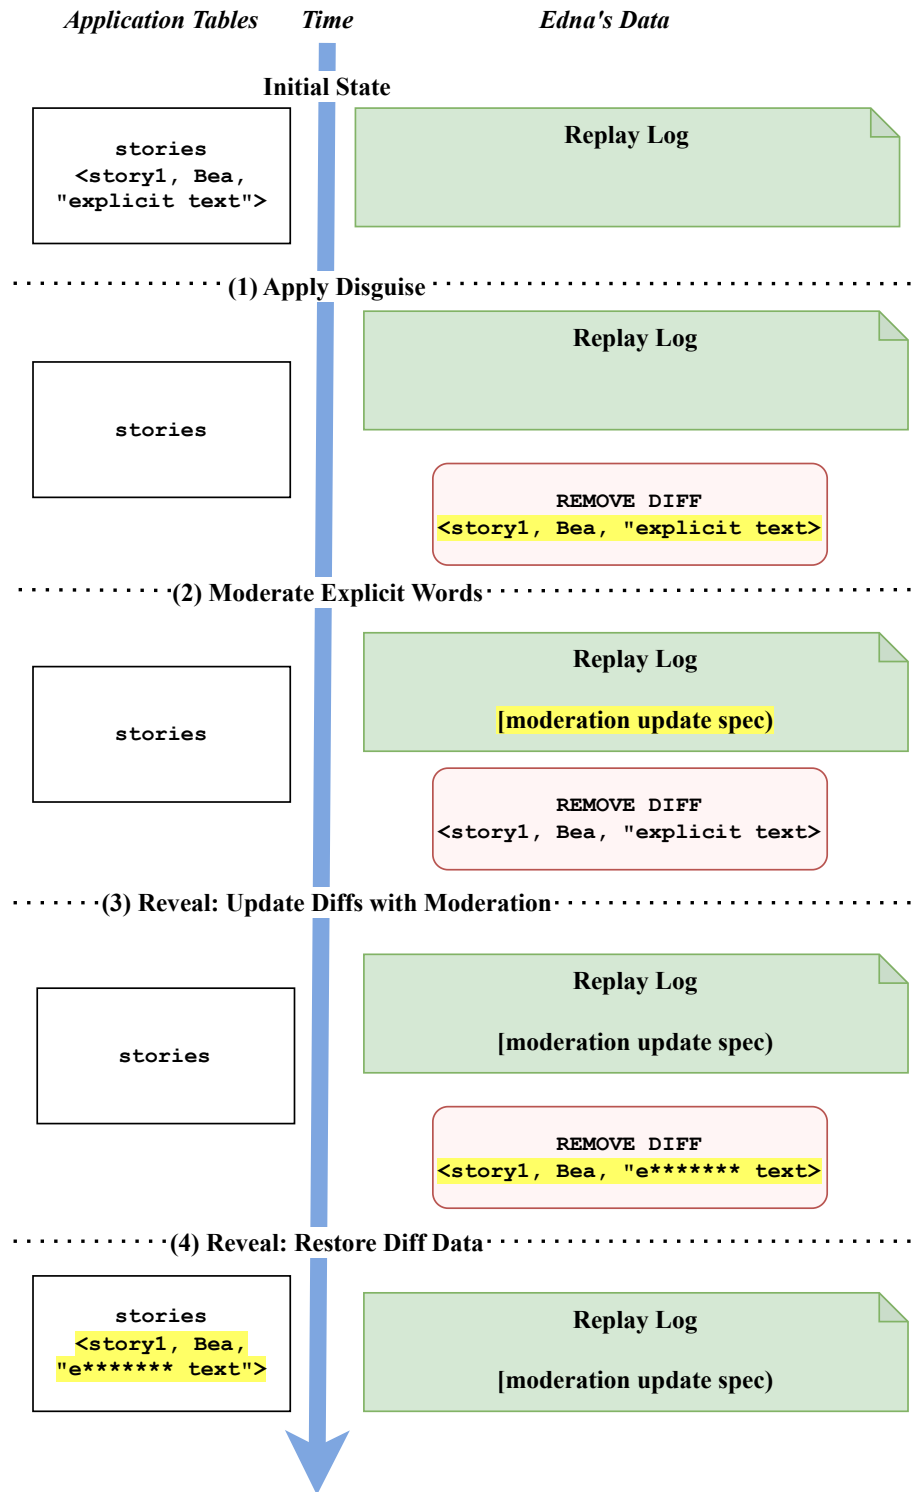 Application Tables Time Edna's Data
Initial State
stories
<story1, Bea,
"explicit text">
Replay Log
(1) Apply Disguise
stories
Replay Log
REMOVE DIFF
<story1, Bea, "explicit text>
(2) Moderate Explicit Words
stories
Replay Log
[moderation update spec)
REMOVE DIFF
<story1, Bea, "explicit text>
(3) Reveal: Update Diffs with Moderation
stories
Replay Log
[moderation update spec)
REMOVE DIFF
<story1, Bea, "e******* text>
(4) Reveal: Restore Diff Data
stories
<story1, Bea,
"e******* text">
Replay Log
[moderation update spec)